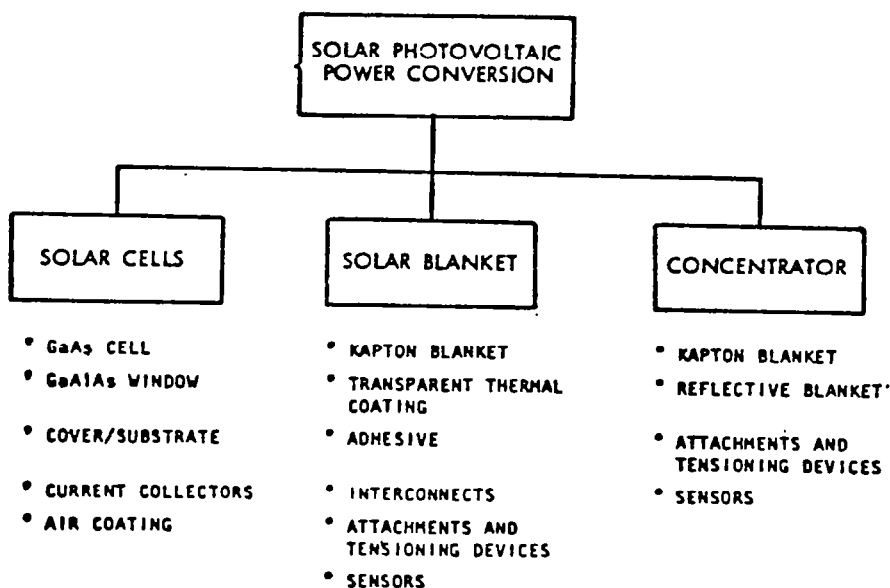 SOLAR PHOTOVOLTAIC
POWER CONVERSION
SOLAR CELLS
• GaAs CELL
• GaAlAs WINDOW
• COVER/SUBSTRATE
• CURRENT COLLECTORS
• AIR COATING
SOLAR BLANKET
• KAPTON BLANKET
• TRANSPARENT THERMAL
COATING
• ADHESIVE
• INTERCONNECTS
• ATTACHMENTS AND
TENSIONING DEVICES
• SENSORS
CONCENTRATOR
• KAPTON BLANKET
• REFLECTIVE BLANKET
• ATTACHMENTS AND
TENSIONING DEVICES
• SENSORS